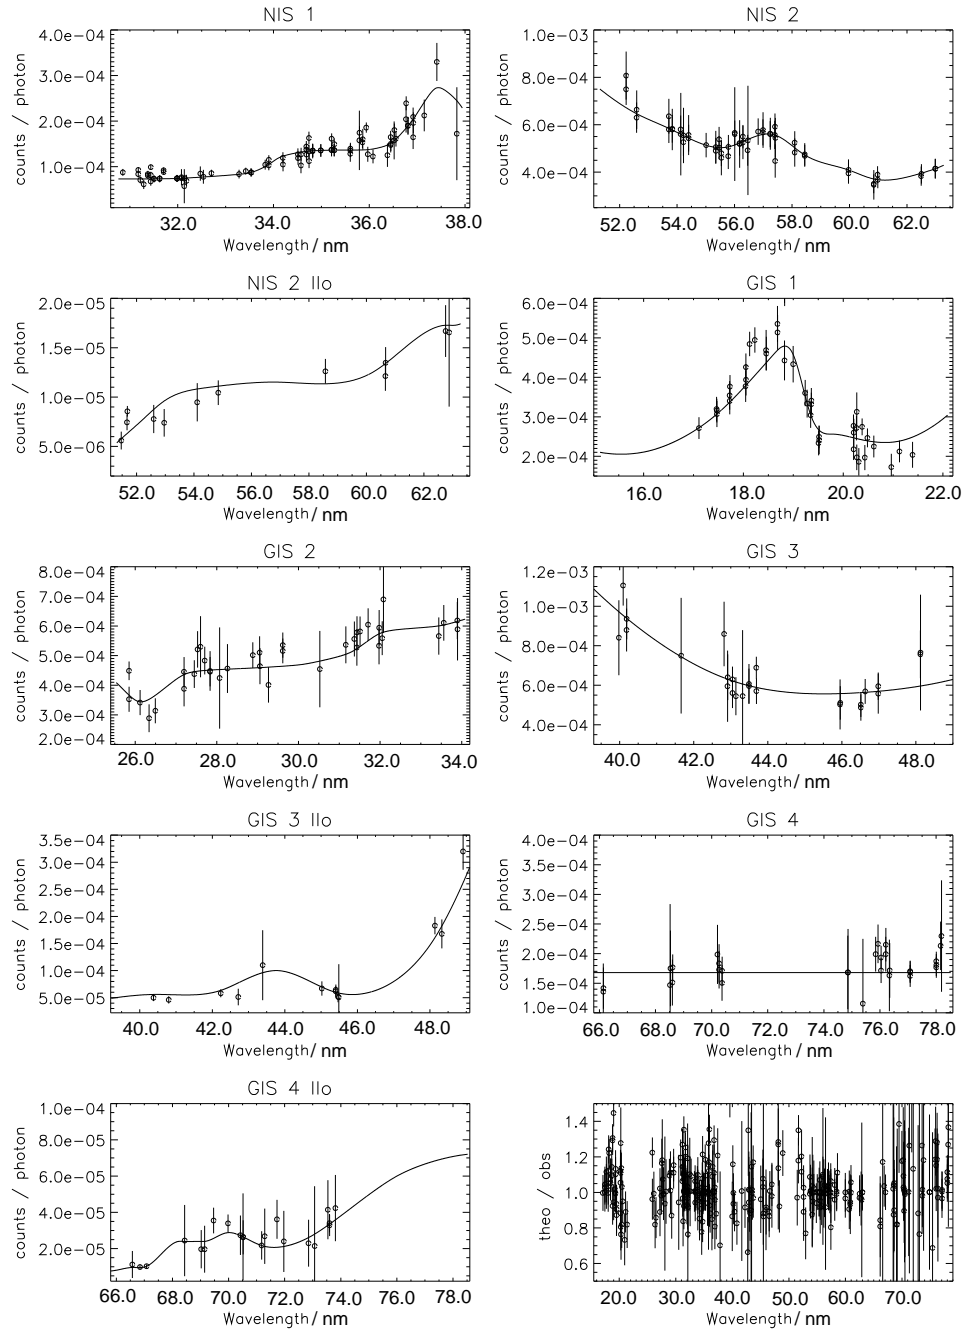 NIS 1
counts / photon
4.0e-04
3.0e-04
2.0e-04
1.0e-04
32.0 34.0 36.0 38.0
Wavelength/ nm
NIS 2
counts / photon
1.0e-03
8.0e-04
6.0e-04
4.0e-04
52.0 54.0 56.0 58.0 60.0 62.0
Wavelength/ nm
NIS 2 IIo
counts / photon
2.0e-05
1.5e-05
1.0e-05
5.0e-06
52.0 54.0 56.0 58.0 60.0 62.0
Wavelength/ nm
GIS 1
counts / photon
6.0e-04
5.0e-04
4.0e-04
3.0e-04
2.0e-04
16.0 18.0 20.0 22.0
Wavelength/ nm
GIS 2
counts / photon
8.0e-04
7.0e-04
6.0e-04
5.0e-04
4.0e-04
3.0e-04
2.0e-04
26.0 28.0 30.0 32.0 34.0
Wavelength/ nm
GIS 3
counts / photon
1.2e-03
1.0e-03
8.0e-04
6.0e-04
4.0e-04
40.0 42.0 44.0 46.0 48.0
Wavelength/ nm
GIS 3 IIo
counts / photon
3.5e-04
3.0e-04
2.5e-04
2.0e-04
1.5e-04
1.0e-04
5.0e-05
40.0 42.0 44.0 46.0 48.0
Wavelength/ nm
GIS 4
counts / photon
4.0e-04
3.5e-04
3.0e-04
2.5e-04
2.0e-04
1.5e-04
1.0e-04
66.0 68.0 70.0 72.0 74.0 76.0 78.0
Wavelength/ nm
GIS 4 IIo
counts / photon
1.0e-04
8.0e-05
6.0e-05
4.0e-05
2.0e-05
66.0 68.0 70.0 72.0 74.0 76.0 78.0
Wavelength/ nm
theo / obs
1.4
1.2
1.0
0.8
0.6
20.0 30.0 40.0 50.0 60.0 70.0
Wavelength/ nm